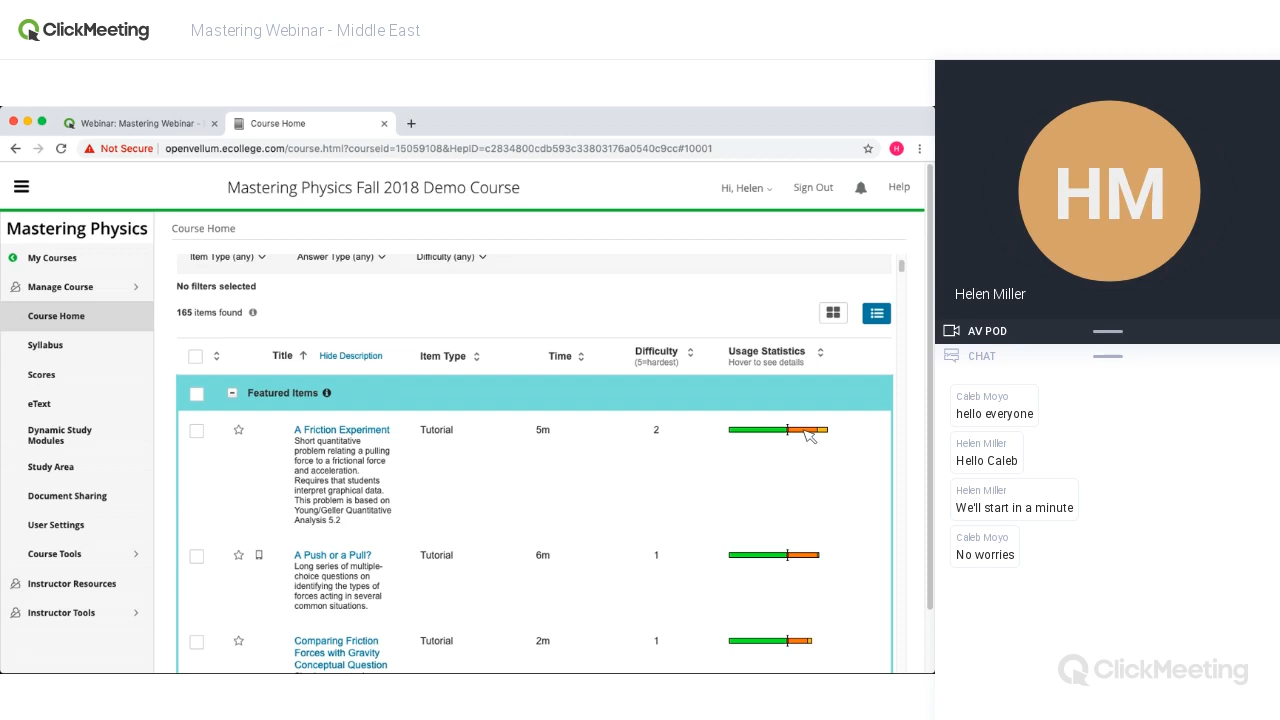 ClickMeeting
Mastering Webinar - Middle East
Webinar: Mastering Webinar -
Course Home
Not Secure
openvellum.ecollege.com/course.html?courseId=15059108&HepID=c2834800cdb593c33803176a0540c9cc#10001
H
Mastering Physics Fall 2018 Demo Course
Hi, Helen
Sign Out
Help
Mastering Physics
My Courses
Manage Course
Course Home
Syllabus
Scores
eText
Dynamic Study
Modules
Study Area
Document Sharing
User Settings
Course Tools
Instructor Resources
Instructor Tools
Course Home
Item Type (any)
Answer Type (any)
Difficulty (any)
No filters selected
165 items found
Title
Hide Description
Item Type
Time
Difficulty
(5=hardest)
Usage Statistics
Hover to see details
Featured Items
A Friction Experiment
Short quantitative
problem relating a pulling
force to a frictional force
and acceleration.
Requires that students
interpret graphical data.
This problem is based on
Young/Geller Quantitative
Analysis 5.2
Tutorial
5m
2
A Push or a Pull?
Long series of multiple-
choice questions on
identifying the types of
forces acting in several
common situations.
Tutorial
6m
1
Comparing Friction
Forces with Gravity
Conceptual Question
Tutorial
2m
1
HM
Helen Miller
AV POD
CHAT
Caleb Moyo
hello everyone
Helen Miller
Hello Caleb
Helen Miller
We'll start in a minute
Caleb Moyo
No worries
ClickMeeting